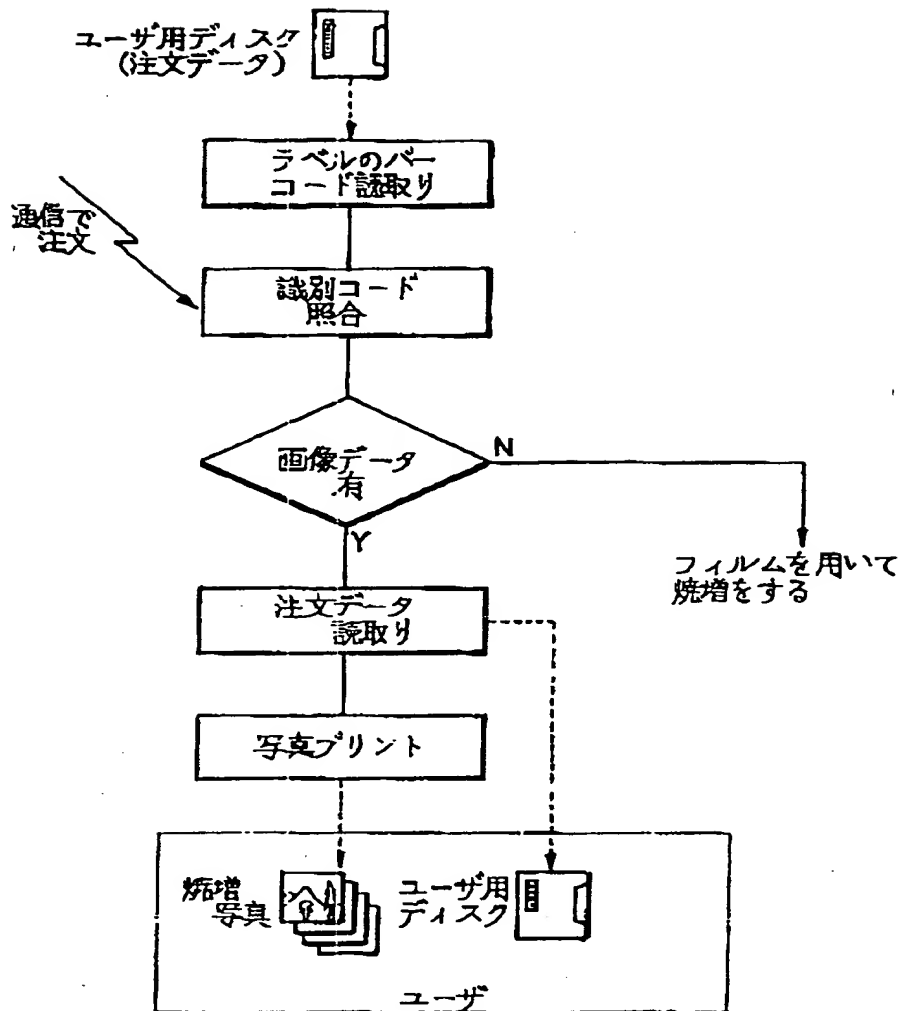 ユーザ用ディスク
(注文データ)
ラベルのバー
コード読取り
通信で
注文
識別コード
照合
画像データ
有
N
Y
フィルムを用いて
焼増をする
注文データ
読取り
写真プリント
焼増
写真
ユーザ用
ディスク
ユーザ